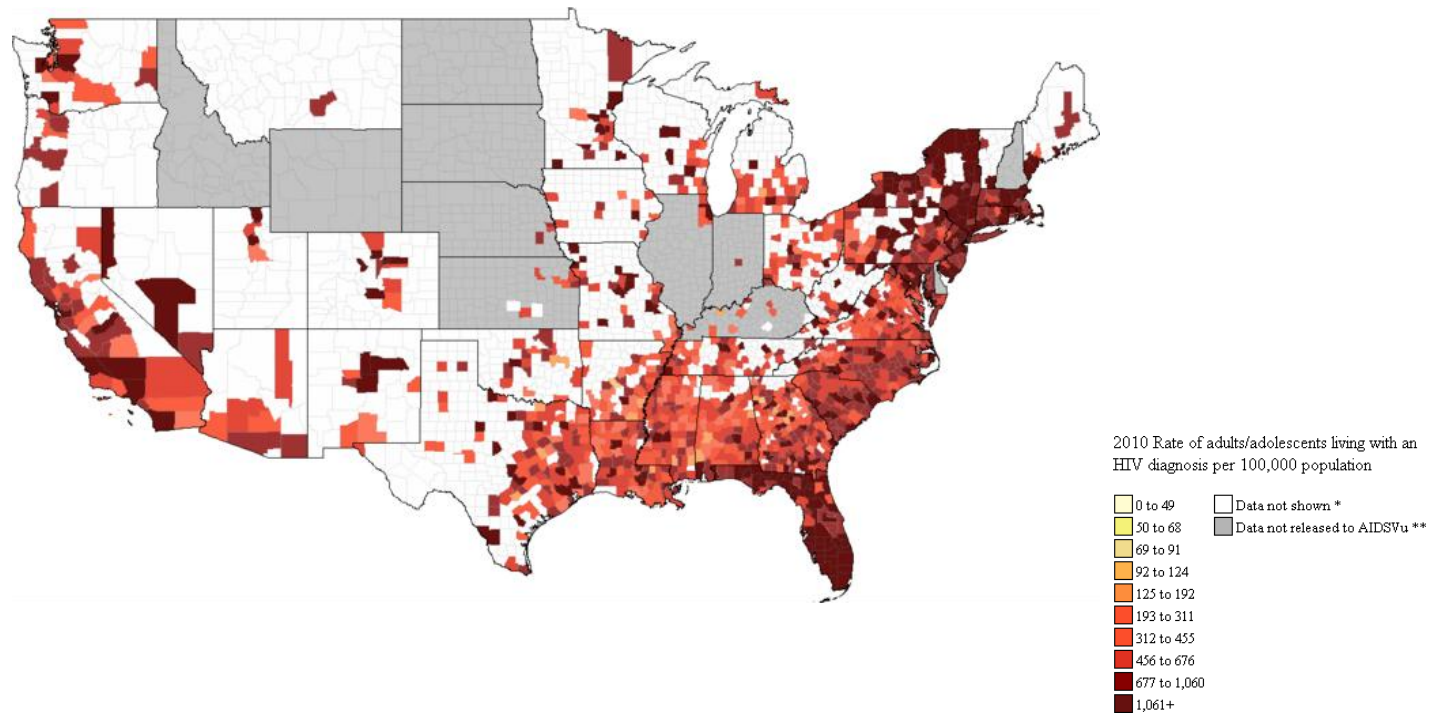 2010 Rate of adults/adolescents living with an
HIV diagnosis per 100,000 population
0 to 49
Data not shown *
50 to 68
Data not released to AIDSVu **
69 to 91
92 to 124
125 to 192
193 to 311
312 to 455
456 to 676
677 to 1,060
1,061+